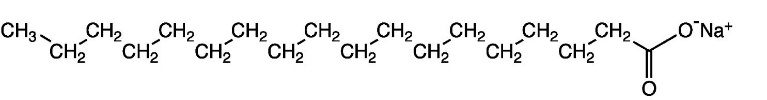 CH₃ CH₂ CH₂ CH₂ CH₂ CH₂ CH₂ CH₂ CH₂ O⁻Na⁺
CH₂ CH₂ CH₂ CH₂ CH₂ CH₂ CH₂ CH₂
O